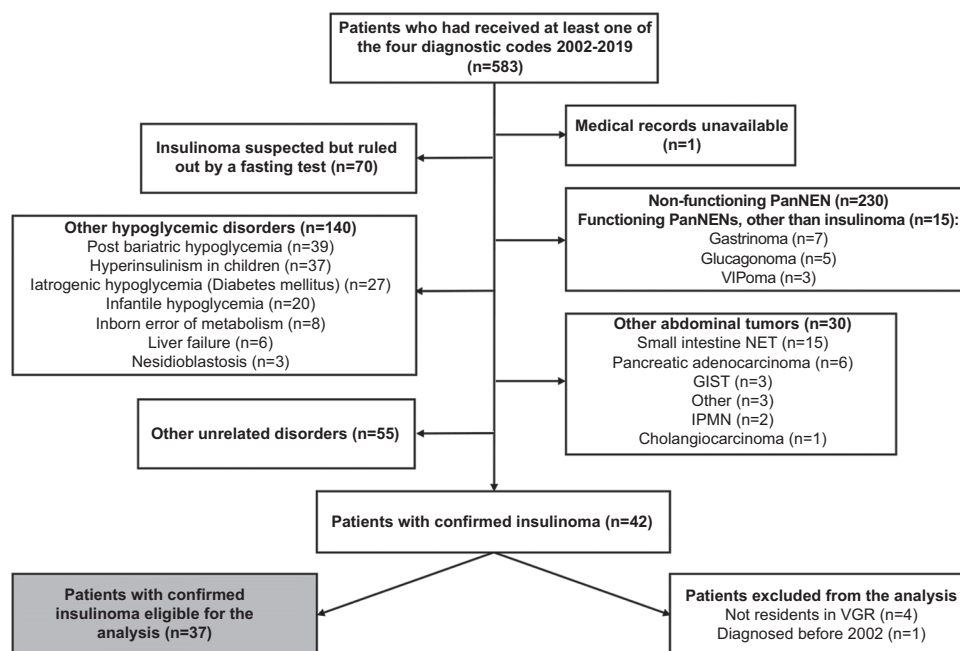 Patients who had received at least one of
the four diagnostic codes 2002-2019
(n=583)
Medical records unavailable
(n=1)
Insulinoma suspected but ruled
out by a fasting test (n=70)
Non-functioning PanNEN (n=230)
Functioning PanNENs, other than insulinoma (n=15):
Gastrinoma (n=7)
Glucagonoma (n=5)
VIPoma (n=3)
Other hypoglycemic disorders (n=140)
Post bariatric hypoglycemia (n=39)
Hyperinsulinism in children (n=37)
Iatrogenic hypoglycemia (Diabetes mellitus) (n=27)
Infantile hypoglycemia (n=20)
Inborn error of metabolism (n=8)
Liver failure (n=6)
Nesidioblastosis (n=3)
Other abdominal tumors (n=30)
Small intestine NET (n=15)
Pancreatic adenocarcinoma (n=6)
GIST (n=3)
Other (n=3)
IPMN (n=2)
Cholangiocarcinoma (n=1)
Other unrelated disorders (n=55)
Patients with confirmed insulinoma (n=42)
Patients with confirmed
insulinoma eligible for the
analysis (n=37)
Patients excluded from the analysis
Not residents in VGR (n=4)
Diagnosed before 2002 (n=1)